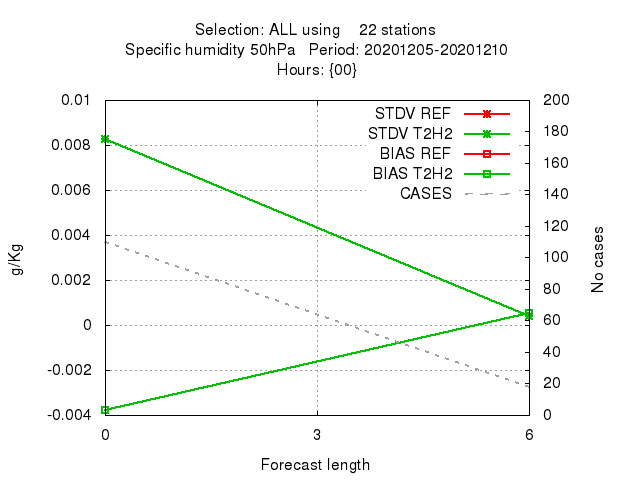 Selection: ALL using    22 stations
Specific humidity 50hPa   Period: 20201205-20201210
Hours: {00}
0.01
0.008
0.006
0.004
0.002
0
-0.002
-0.004
g/Kg
STDV REF
STDV T2H2
BIAS REF
BIAS T2H2
CASES
200
180
160
140
120
100
80
60
40
20
0
No cases
0 3 6
Forecast length